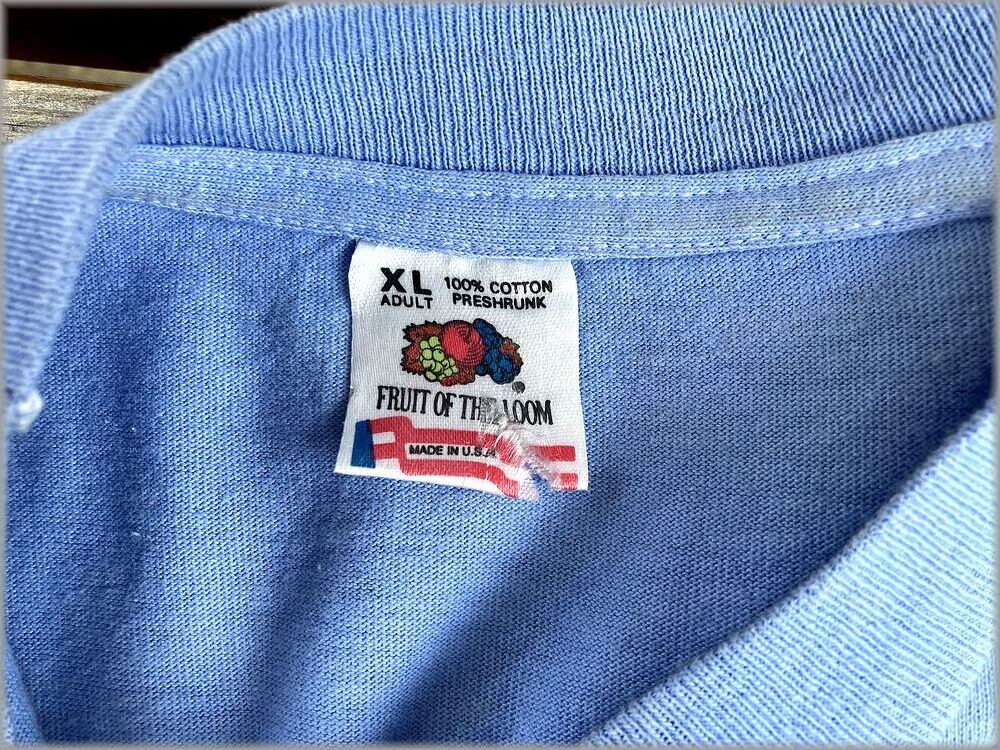 XL
ADULT
100% COTTON
PRESHRUNK
®
FRUIT OF THE LOOM
MADE IN U.S.A.